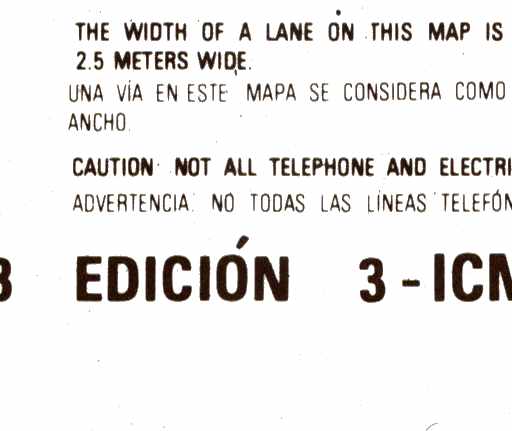 THE WIDTH OF A LANE ON THIS MAP IS
2.5 METERS WIDE.
UNA VÍA EN ESTE MAPA SE CONSIDERA COMO
ANCHO.
CAUTION: NOT ALL TELEPHONE AND ELECTRI
ADVERTENCIA: NO TODAS LAS LÍNEAS TELEFÓN
3 EDICIÓN 3-ICM